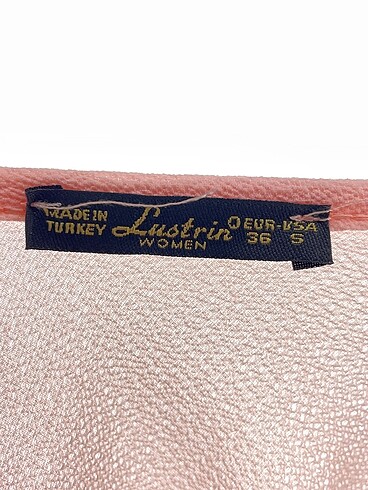 MADE IN
TURKEY
Lustrin
WOMEN
EUR-USA
36 S